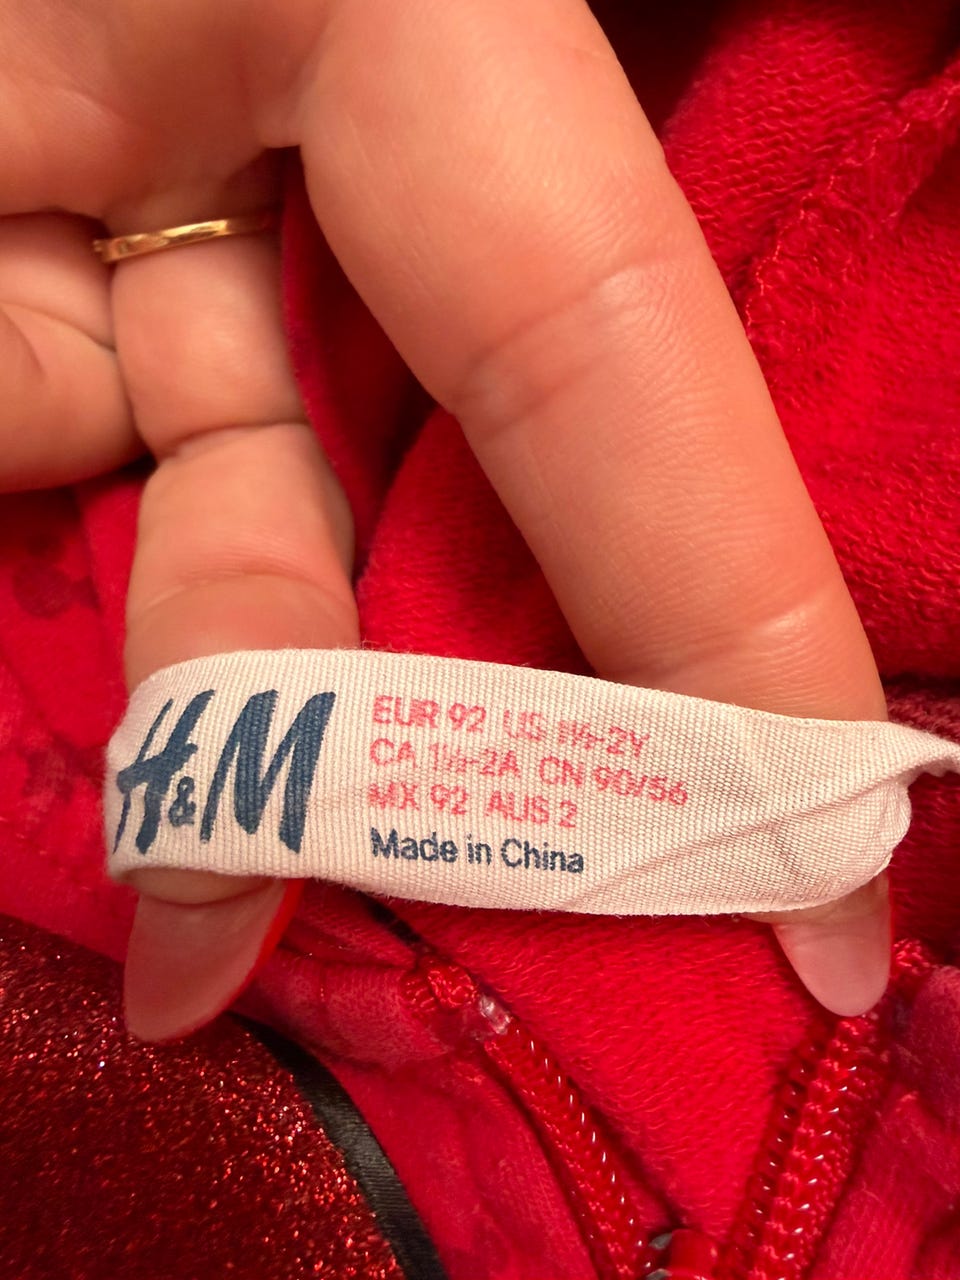 H&M
EUR 92 US 1½-2Y
CA 1½-2A CN 90/56
MX 92 AUS 2
Made in China